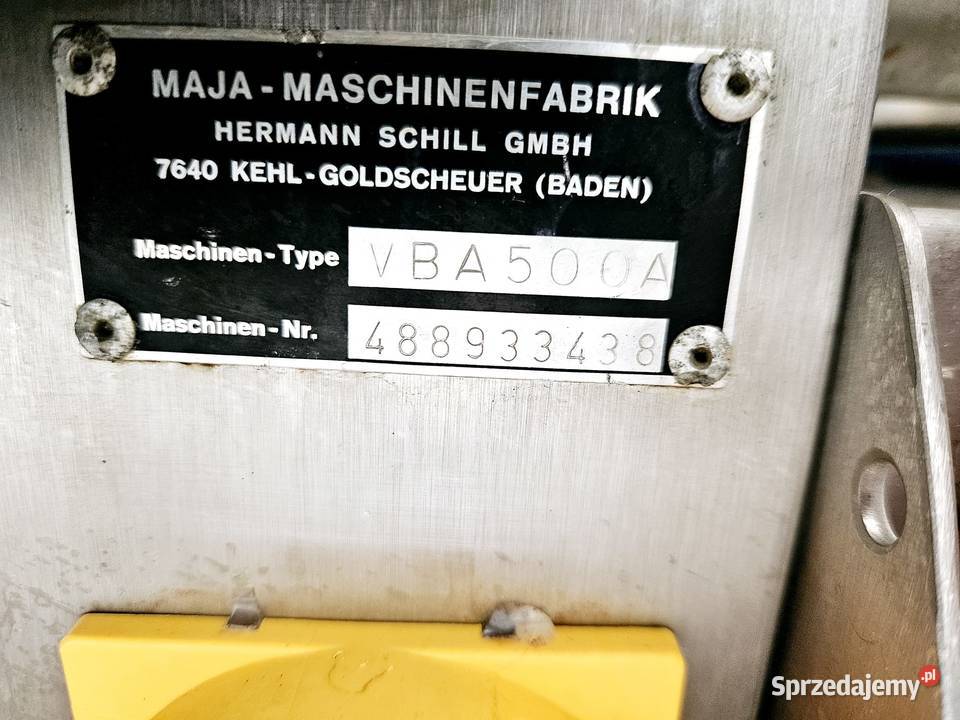 MAJA - MASCHINENFABRIK
HERMANN SCHILL GMBH
7640 KEHL - GOLDSCHEUER (BADEN)
Maschinen - Type VBA500A
Maschinen - Nr. 488933438
Sprzedajemy.pl